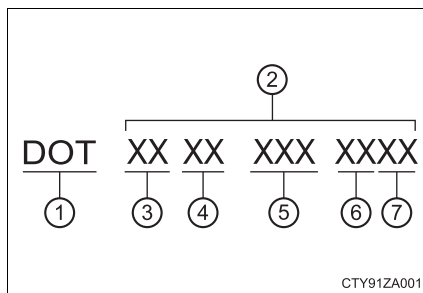 ②
DOT XX XX XXX XXXX
① ③ ④ ⑤ ⑥ ⑦
CTY91ZA001